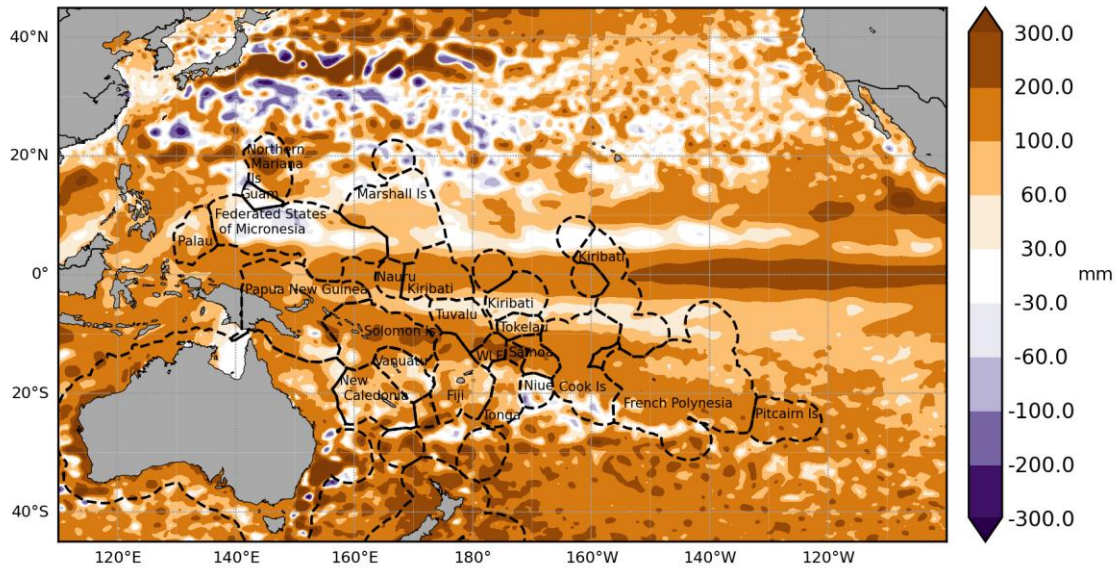 40°N
20°N
0°
20°S
40°S
120°E
140°E
160°E
180°
160°W
140°W
120°W
Northern
Mariana
Is
Guam
Marshall Is
Federated States
of Micronesia
Palau
Kiribati
Nauru
Papua New Guinea
Kiribati
Kiribati
Tuvalu
Solomon Is
Tokelau
W&F
Samoa
Vanuatu
New
Caledonia
Fiji
Niue
Cook Is
Tonga
French Polynesia
Pitcairn Is
300.0
200.0
100.0
60.0
30.0
-30.0
-60.0
-100.0
-200.0
-300.0
mm